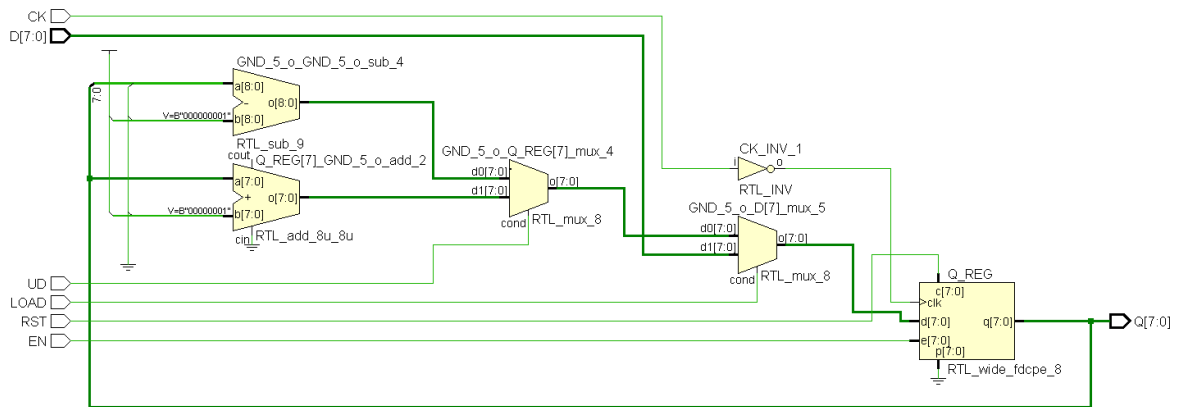 CK
D[7:0]
GND_5_o_GND_5_o_sub_4
7:0
a[8:0]
-
o[8:0]
V=B"000000001"
b[8:0]
RTL_sub_9
cout
Q_REG[7]_GND_5_o_add_2
a[7:0]
+
o[7:0]
V=B"00000001"
b[7:0]
cin
RTL_add_8u_8u
GND_5_o_Q_REG[7]_mux_4
d0[7:0]
d1[7:0]
o[7:0]
cond
RTL_mux_8
CK_INV_1
i
o
RTL_INV
GND_5_o_D[7]_mux_5
d0[7:0]
d1[7:0]
o[7:0]
cond
RTL_mux_8
UD
LOAD
RST
EN
Q_REG
c[7:0]
clk
d[7:0]
q[7:0]
e[7:0]
p[7:0]
RTL_wide_fdcpe_8
Q[7:0]